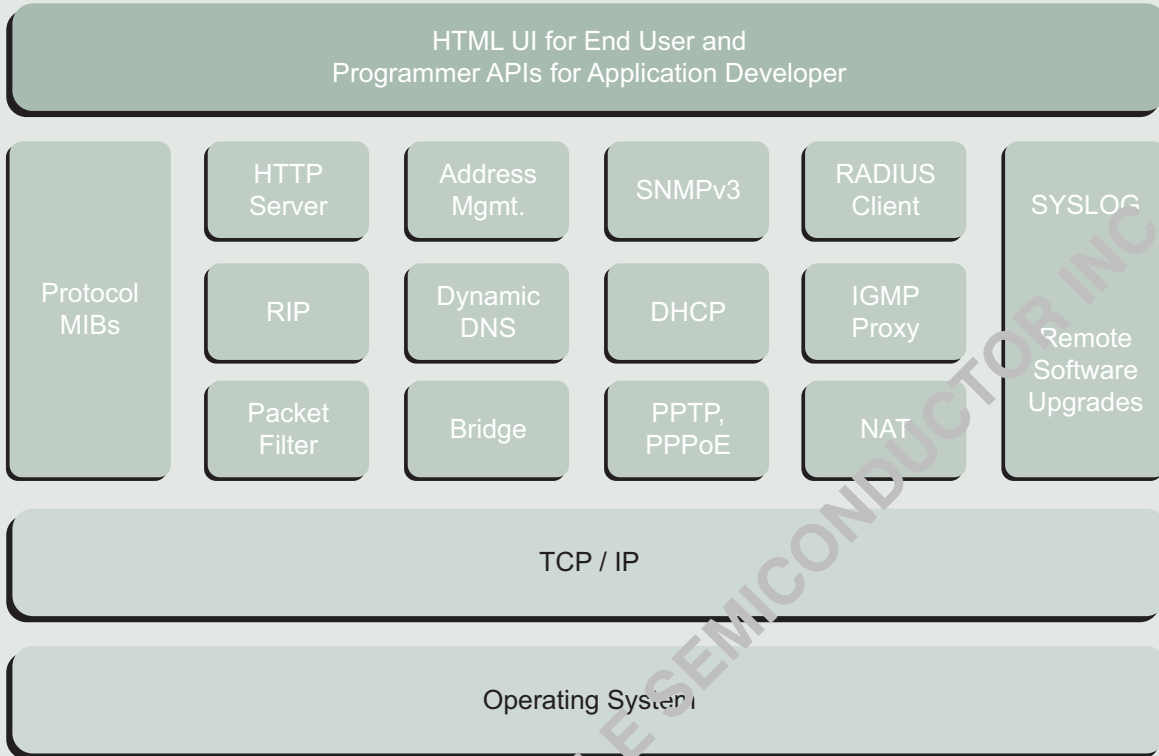 HTML UI for End User and
Programmer APIs for Application Developer
Protocol
MIBs
HTTP
Server
Address
Mgmt.
SNMPv3
RADIUS
Client
SYSLOG
RIP
Dynamic
DNS
DHCP
IGMP
Proxy
Remote
Software
Upgrades
Packet
Filter
Bridge
PPTP,
PPPoE
NAT
TCP / IP
Operating System
E SEMICONDUCTOR INC